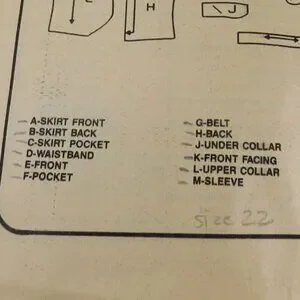 L
H
J
A-SKIRT FRONT
B-SKIRT BACK
C-SKIRT POCKET
D-WAISTBAND
E-FRONT
F-POCKET
G-BELT
H-BACK
J-UNDER COLLAR
K-FRONT FACING
L-UPPER COLLAR
M-SLEEVE
size 22